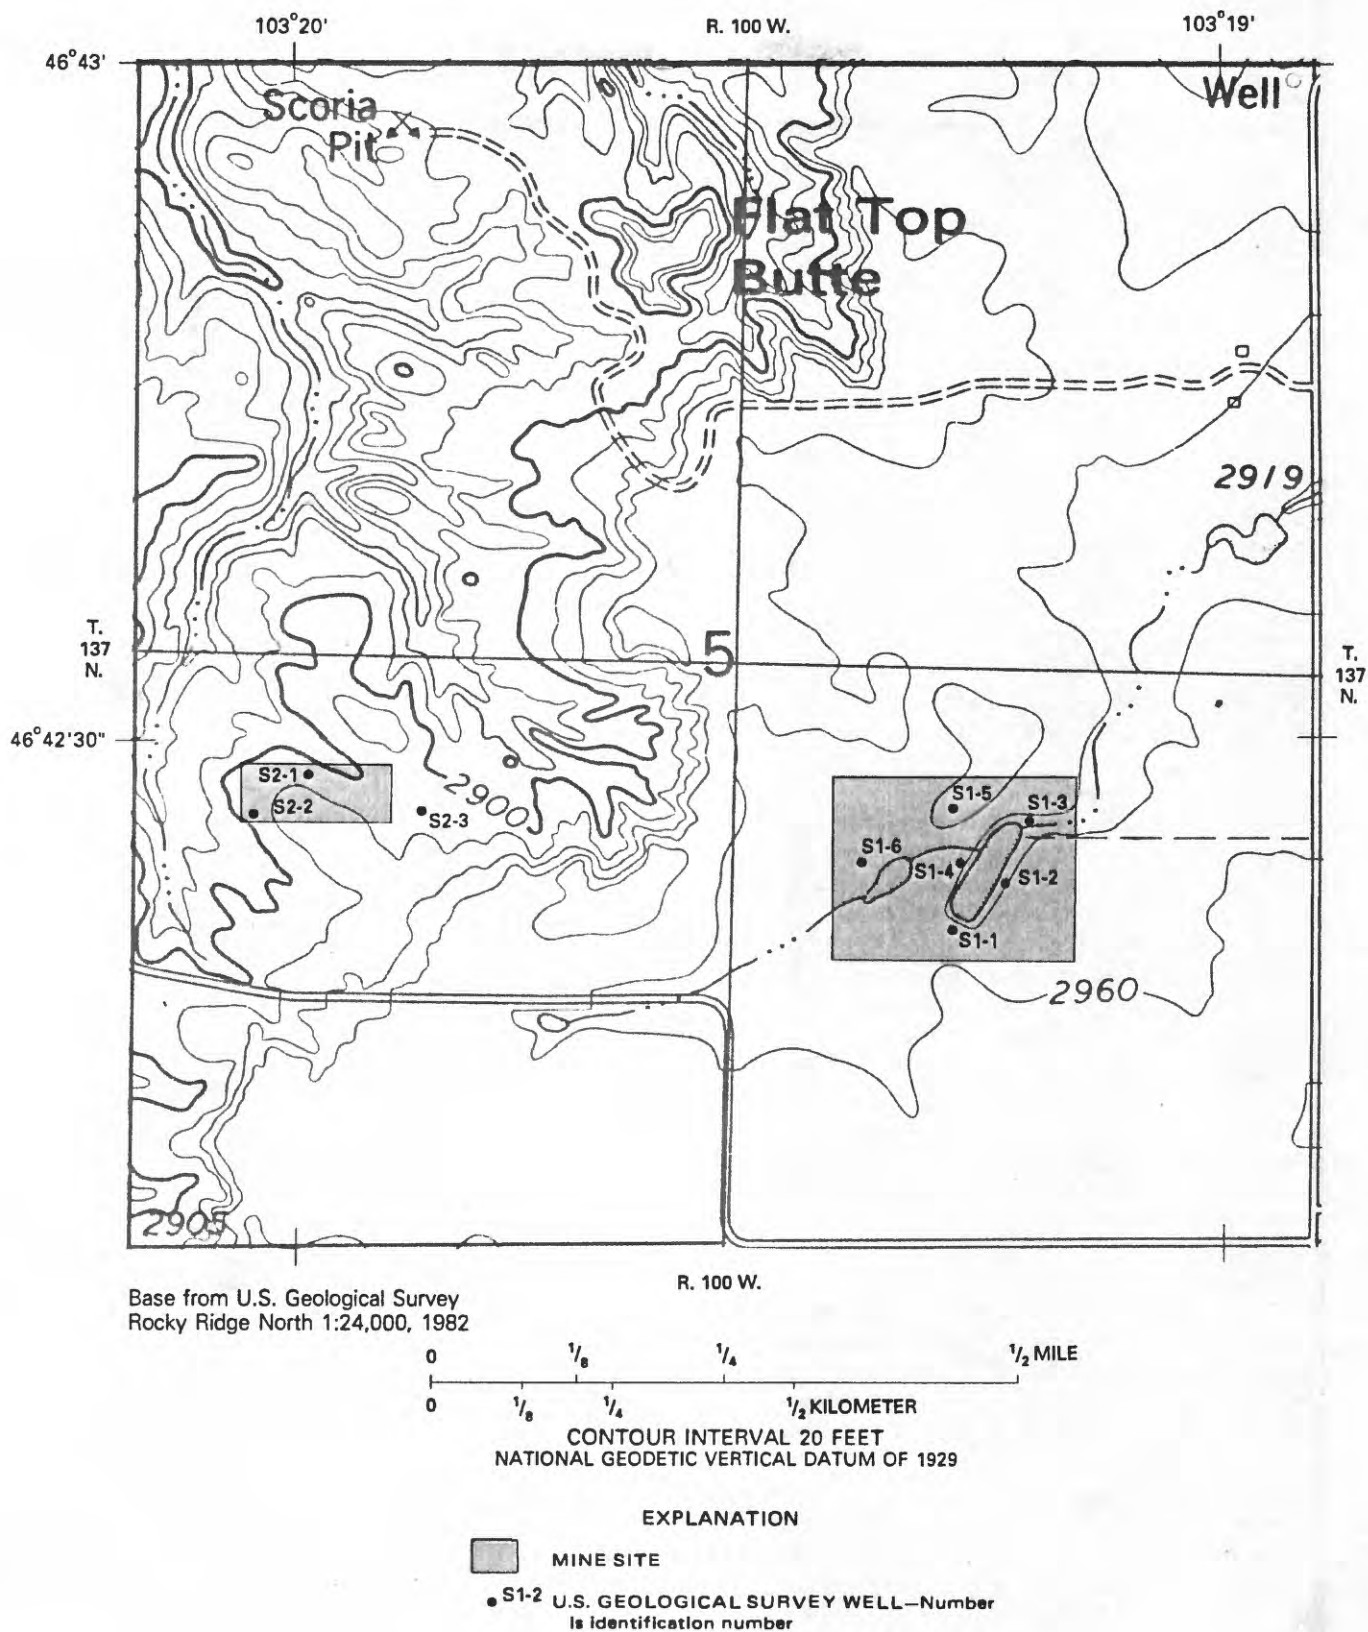 103°20'
R. 100 W.
103°19'
46°43'
Well
Scoria
Pit
Flat Top
Butte
2919
T.
137
N.
5
T.
137
N.
46°42'30"
S2-1
S2-2
S2-3
2900
S1-5
S1-3
S1-6
S1-4
S1-2
S1-1
2960
2905
R. 100 W.
Base from U.S. Geological Survey
Rocky Ridge North 1:24,000, 1982
0 1/8 1/4 1/2 MILE
0 1/8 1/4 1/2 KILOMETER
CONTOUR INTERVAL 20 FEET
NATIONAL GEODETIC VERTICAL DATUM OF 1929
EXPLANATION
MINE SITE
S1-2 U.S. GEOLOGICAL SURVEY WELL—Number
is identification number